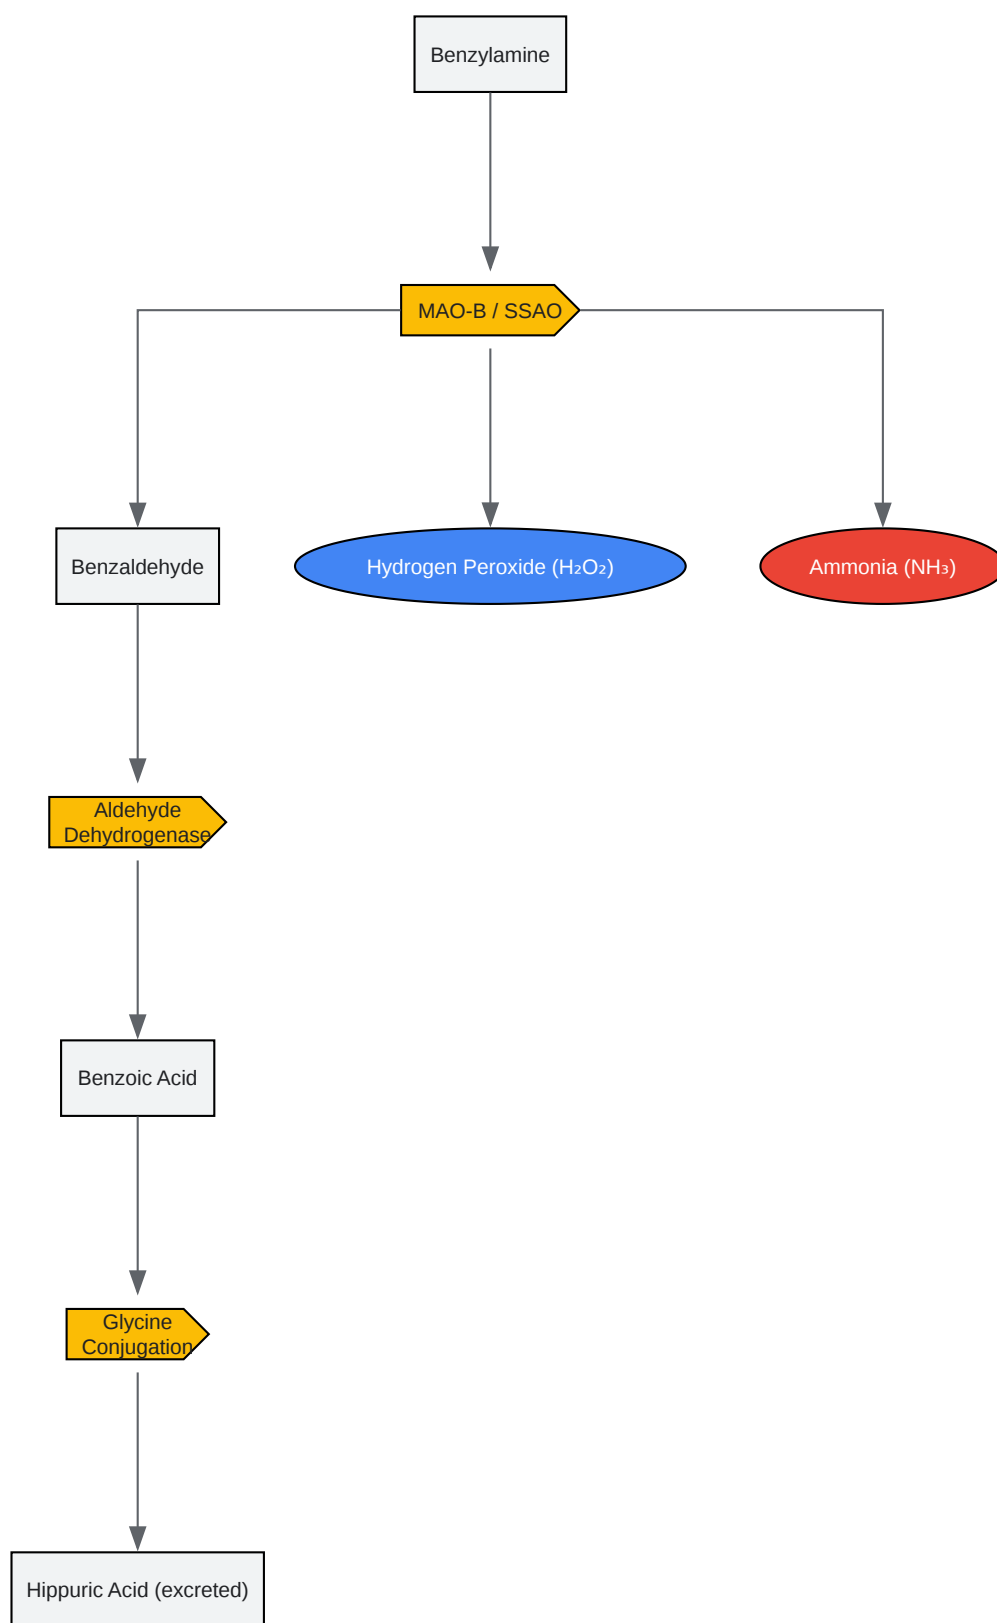 Benzylamine
MAO-B / SSAO
Benzaldehyde
Hydrogen Peroxide (H₂O₂)
Ammonia (NH₃)
Aldehyde
Dehydrogenase
Benzoic Acid
Glycine
Conjugation
Hippuric Acid (excreted)